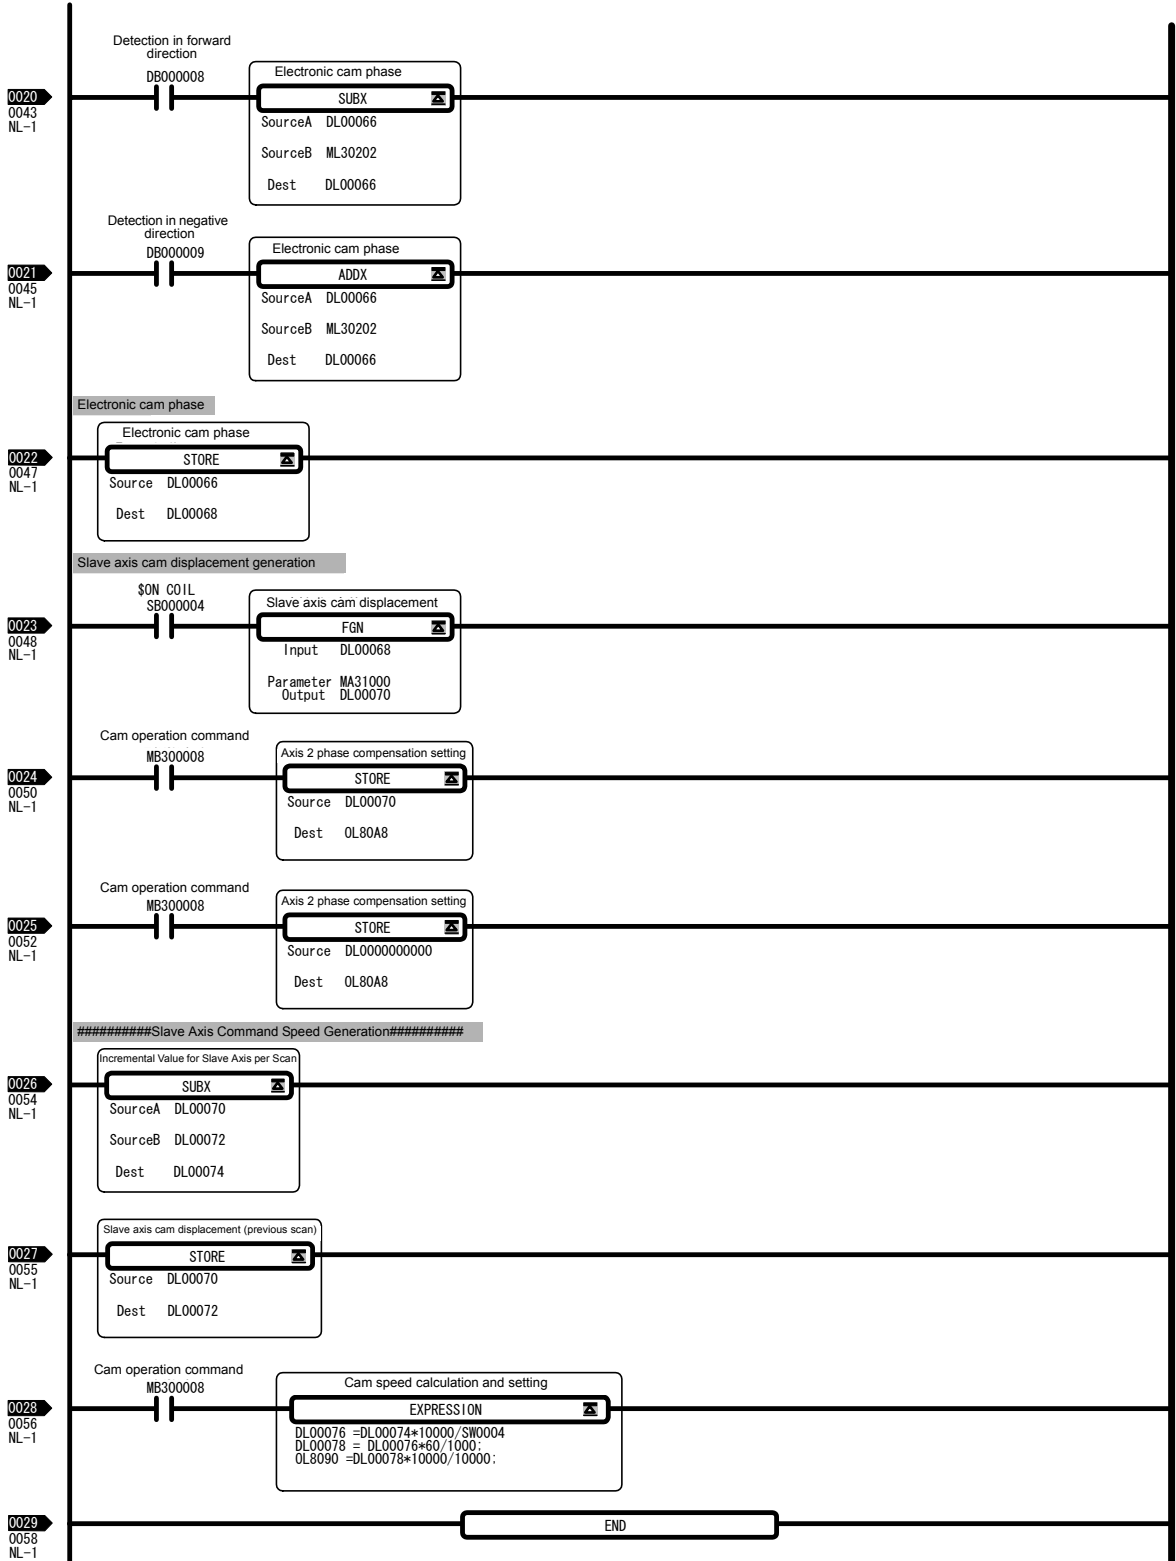 Detection in forward
direction
DB000008
Electronic cam phase
0020
SUBX
0043
NL-1
SourceA DL00066
SourceB ML30202
Dest DL00066
Detection in negative
direction
DB000009
Electronic cam phase
0021
ADDX
0045
NL-1
SourceA DL00066
SourceB ML30202
Dest DL00066
Electronic cam phase
Electronic cam phase
0022
STORE
0047
NL-1
Source DL00066
Dest DL00068
Slave axis cam displacement generation
$ON COIL
SB000004
Slave axis cam displacement
0023
FGN
0048
NL-1
Input DL00068
Parameter MA31000
Output DL00070
Cam operation command
MB300008
Axis 2 phase compensation setting
0024
STORE
0050
NL-1
Source DL00070
Dest OL80A8
Cam operation command
MB300008
Axis 2 phase compensation setting
0025
STORE
0052
NL-1
Source DL0000000000
Dest OL80A8
##########Slave Axis Command Speed Generation##########
Incremental Value for Slave Axis per Scan
0026
SUBX
0054
NL-1
SourceA DL00070
SourceB DL00072
Dest DL00074
Slave axis cam displacement (previous scan)
0027
STORE
0055
NL-1
Source DL00070
Dest DL00072
Cam operation command
MB300008
Cam speed calculation and setting
0028
EXPRESSION
0056
NL-1
DL00076 =DL00074*10000/SW0004
DL00078 = DL00076*60/1000;
OL8090 =DL00078*10000/10000;
0029
END
0058
NL-1